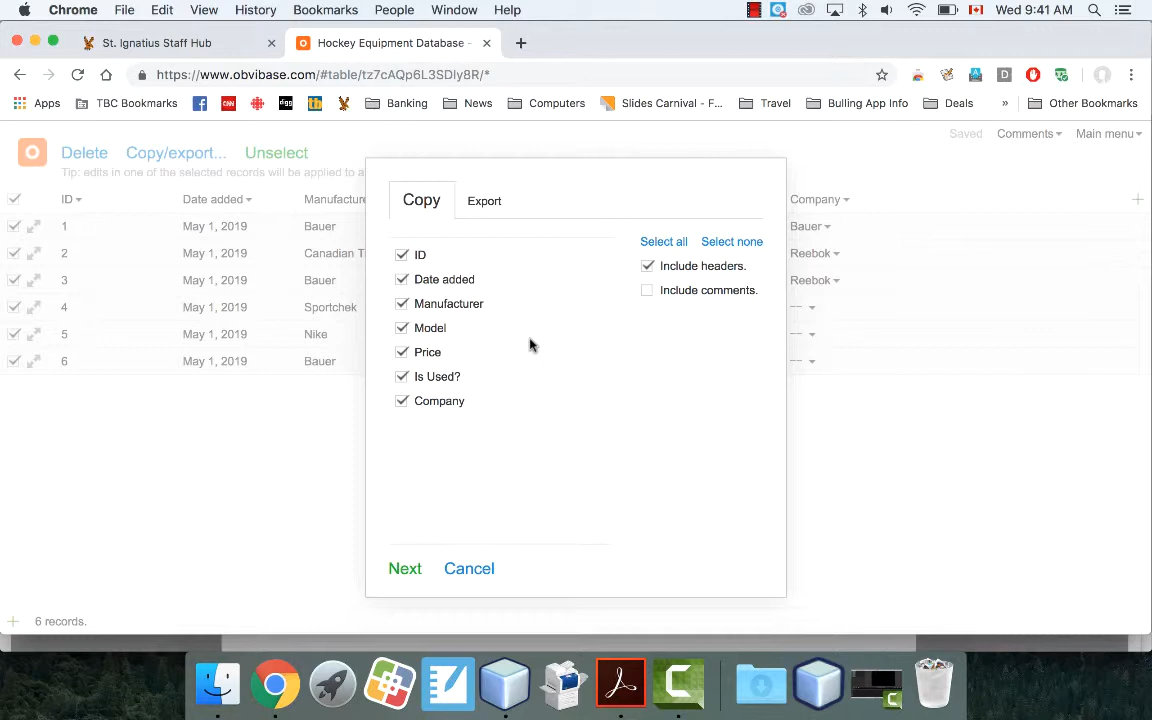 Chrome File Edit View History Bookmarks People Window Help Wed 9:41 AM
St. Ignatius Staff Hub × Hockey Equipment Database - × +
https://www.obvibase.com/#table/tz7cAQp6L3SDly8R/*
Apps TBC Bookmarks CNN digg tb Banking News Computers Slides Carnival - F... Travel Bulling App Info Deals » Other Bookmarks
Saved Comments Main menu
Delete Copy/export... Unselect
Tip: edits in one of the selected records will be applied to a
ID Date added Manufacture Company
1 May 1, 2019 Bauer Bauer
2 May 1, 2019 Canadian Ti Reebok
3 May 1, 2019 Bauer Reebok
4 May 1, 2019 Sportchek —
5 May 1, 2019 Nike —
6 May 1, 2019 Bauer —
Copy Export
Select all Select none
ID
Include headers.
Date added
Include comments.
Manufacturer
Model
Price
Is Used?
Company
Next Cancel
+ 6 records.